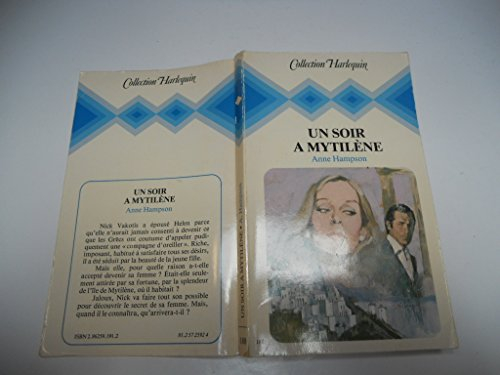 Collection Harlequin
UN SOIR
A MYTILÈNE
Anne Hampson
Nick Vakotis a épousé Helen parce
qu'elle n'aurait jamais consenti à devenir ce
que les Grecs ont coutume d'appeler pudi-
quement une «compagne d'oreiller». Riche,
imposant, habitué à satisfaire tous ses désirs,
il a été séduit par la beauté de la jeune fille.
Mais elle, pour quelle raison a-t-elle
accepté devenir sa femme ? Était-elle seule-
ment attirée par sa fortune, par la splendeur
de l'île de Mytilène, où il habitait ?
Jaloux, Nick va faire tout son possible
pour découvrir le secret de sa femme. Mais,
quand il le connaîtra, qu'arrivera-t-il ?
UN SOIR A MYTILÈNE • A. Hampson
Collection Harlequin
UN SOIR
A MYTILÈNE
Anne Hampson